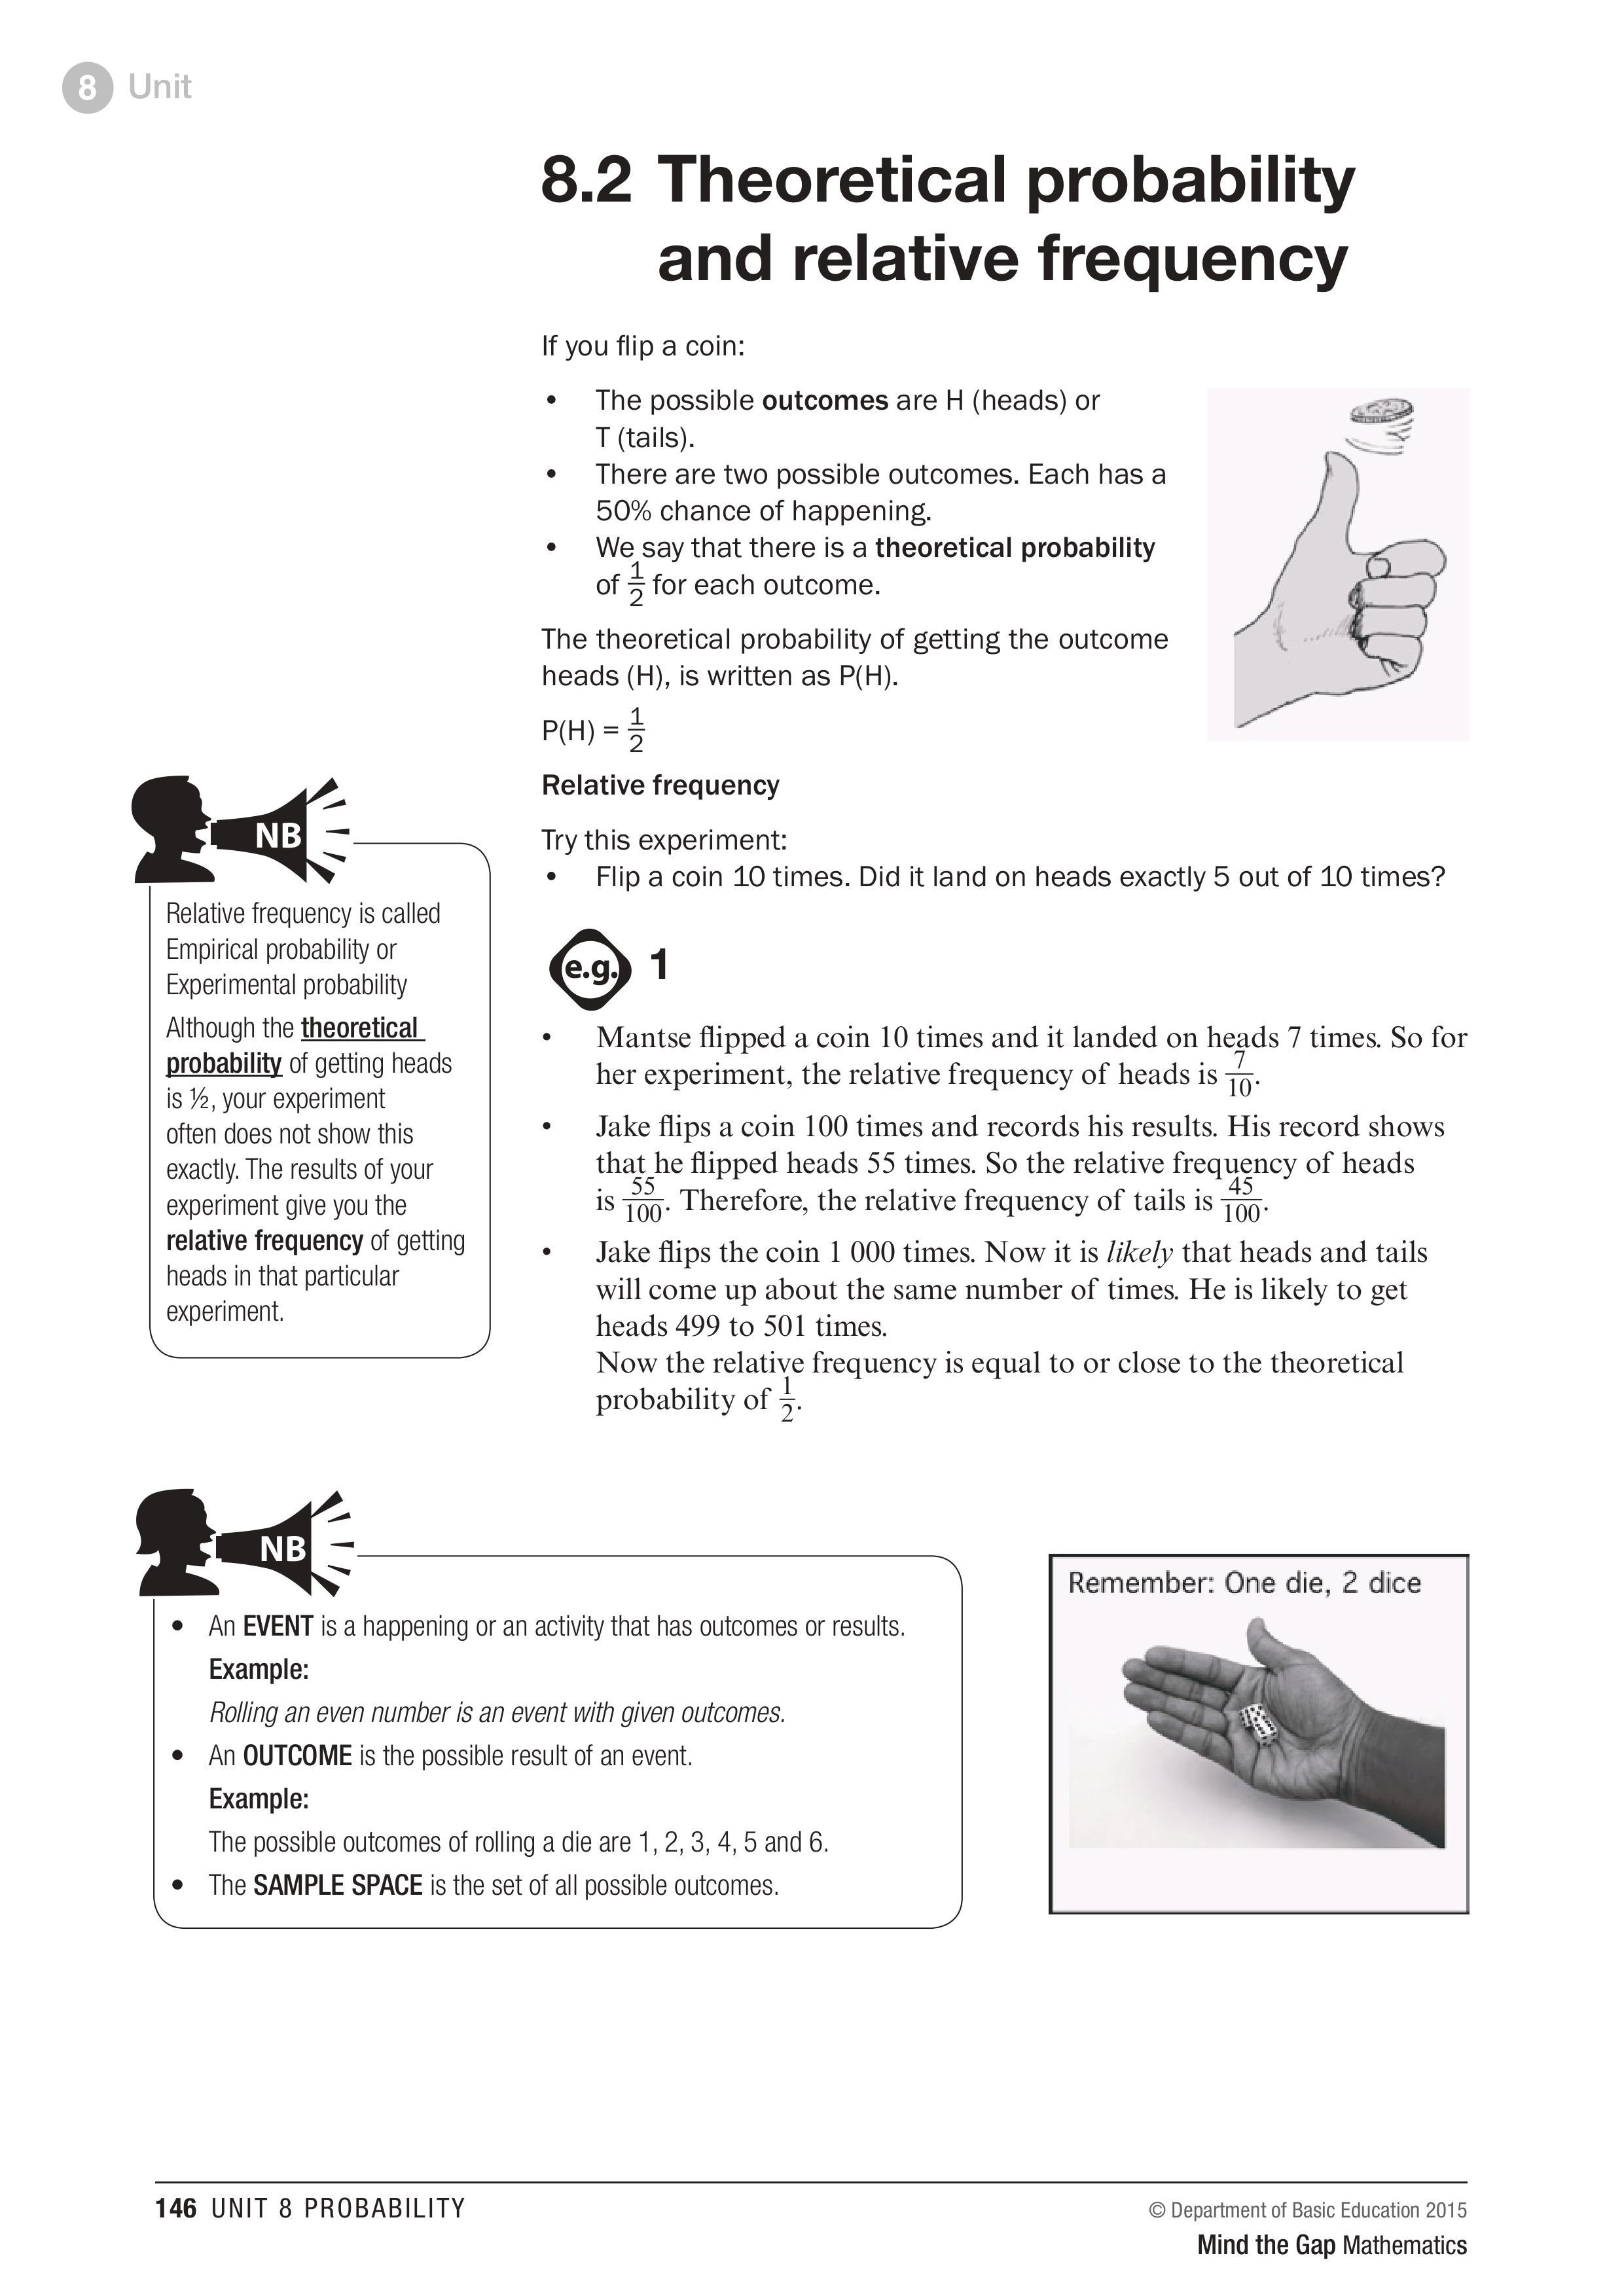 8 Unit
8.2 Theoretical probability
and relative frequency
If you flip a coin:
• The possible outcomes are H (heads) or
T (tails).
• There are two possible outcomes. Each has a
50% chance of happening.
• We say that there is a theoretical probability
of 1/2 for each outcome.
The theoretical probability of getting the outcome
heads (H), is written as P(H).
P(H) = 1/2
Relative frequency
Try this experiment:
• Flip a coin 10 times. Did it land on heads exactly 5 out of 10 times?
NB
Relative frequency is called
Empirical probability or
Experimental probability
Although the theoretical
probability of getting heads
is ½, your experiment
often does not show this
exactly. The results of your
experiment give you the
relative frequency of getting
heads in that particular
experiment.
e.g. 1
• Mantse flipped a coin 10 times and it landed on heads 7 times. So for
her experiment, the relative frequency of heads is 7/10.
• Jake flips a coin 100 times and records his results. His record shows
that he flipped heads 55 times. So the relative frequency of heads
is 55/100. Therefore, the relative frequency of tails is 45/100.
• Jake flips the coin 1 000 times. Now it is likely that heads and tails
will come up about the same number of times. He is likely to get
heads 499 to 501 times.
Now the relative frequency is equal to or close to the theoretical
probability of 1/2.
NB
• An EVENT is a happening or an activity that has outcomes or results.
Example:
Rolling an even number is an event with given outcomes.
• An OUTCOME is the possible result of an event.
Example:
The possible outcomes of rolling a die are 1, 2, 3, 4, 5 and 6.
• The SAMPLE SPACE is the set of all possible outcomes.
Remember: One die, 2 dice
146 UNIT 8 PROBABILITY
© Department of Basic Education 2015
Mind the Gap Mathematics